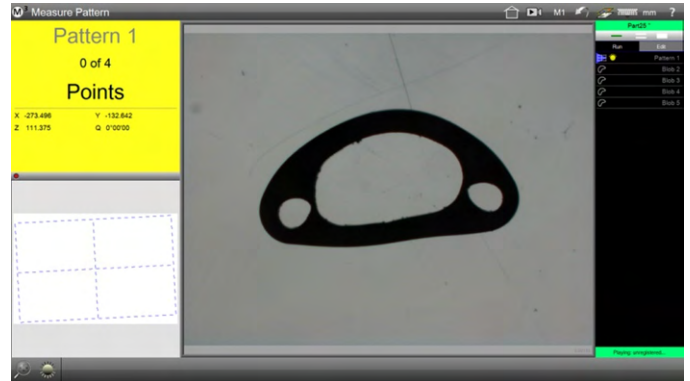 M³ Measure Pattern
M1
mm ?
Pattern 1
0 of 4
Points
X -273.496 Y -132.642
Z 111.375 Q 0°00'00
Part25 *
Run Edit
Pattern 1
Blob 2
Blob 3
Blob 4
Blob 5
Playing: unregistered...